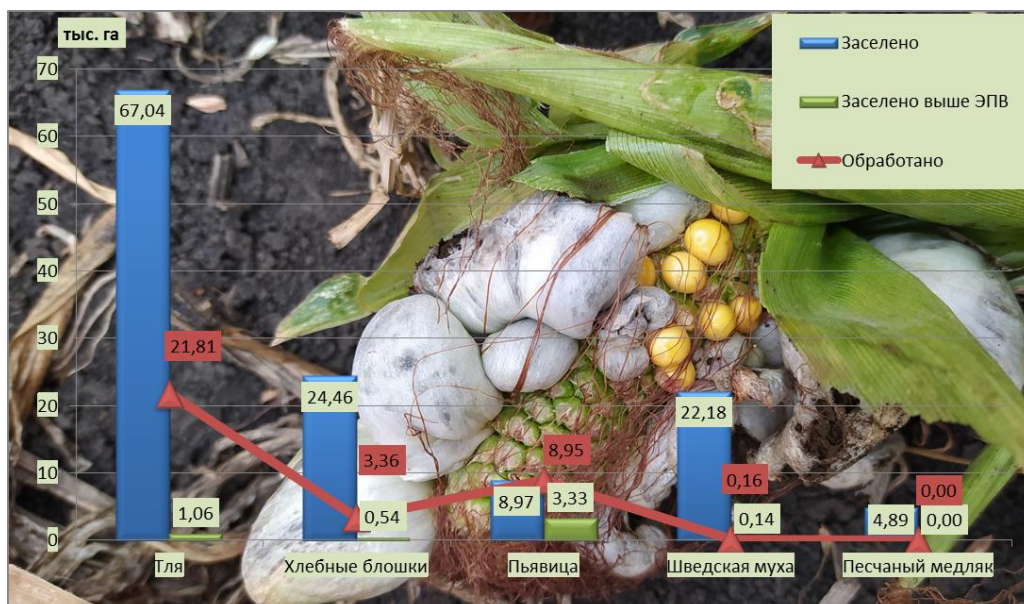 тыс. га
70
60
50
40
30
20
10
0
67,04
24,46
8,97
22,18
4,89
1,06
0,54
3,33
0,14
0,00
21,81
3,36
8,95
0,16
0,00
Тля
Хлебные блошки
Пьявица
Шведская муха
Песчаный медляк
Заселено
Заселено выше ЭПВ
Обработано